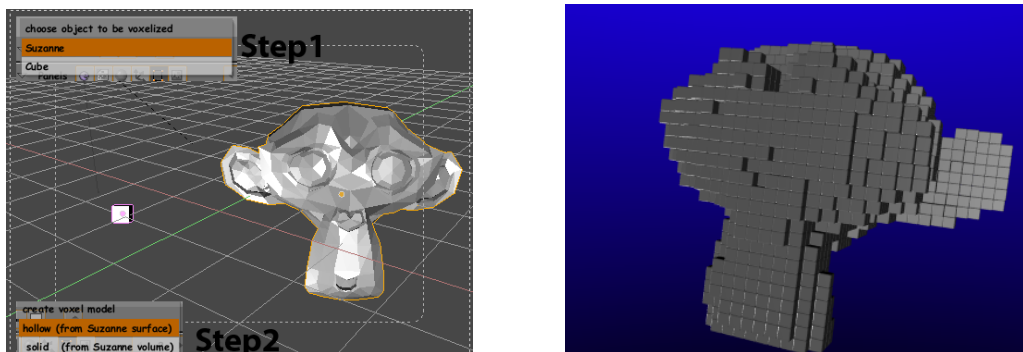 choose object to be voxelized
Suzanne
Cube
Step1
Panels
create voxel model
hollow (from Suzanne surface)
solid (from Suzanne volume)
Step2